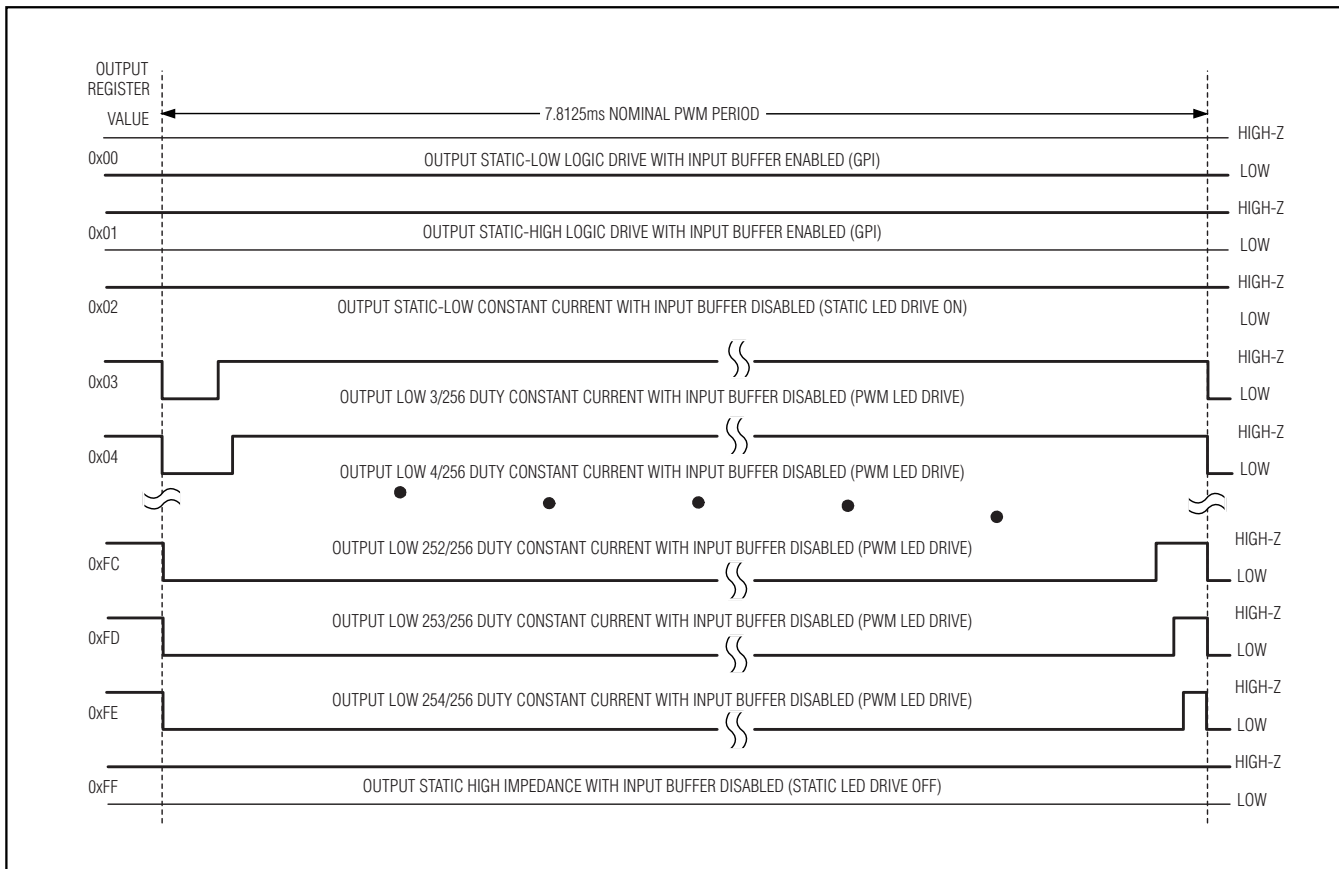 OUTPUT
REGISTER
VALUE
7.8125ms NOMINAL PWM PERIOD
HIGH-Z
0x00
OUTPUT STATIC-LOW LOGIC DRIVE WITH INPUT BUFFER ENABLED (GPI)
LOW
HIGH-Z
0x01
OUTPUT STATIC-HIGH LOGIC DRIVE WITH INPUT BUFFER ENABLED (GPI)
LOW
HIGH-Z
0x02
OUTPUT STATIC-LOW CONSTANT CURRENT WITH INPUT BUFFER DISABLED (STATIC LED DRIVE ON)
LOW
HIGH-Z
0x03
OUTPUT LOW 3/256 DUTY CONSTANT CURRENT WITH INPUT BUFFER DISABLED (PWM LED DRIVE)
LOW
HIGH-Z
0x04
OUTPUT LOW 4/256 DUTY CONSTANT CURRENT WITH INPUT BUFFER DISABLED (PWM LED DRIVE)
LOW
HIGH-Z
0xFC
OUTPUT LOW 252/256 DUTY CONSTANT CURRENT WITH INPUT BUFFER DISABLED (PWM LED DRIVE)
LOW
HIGH-Z
0xFD
OUTPUT LOW 253/256 DUTY CONSTANT CURRENT WITH INPUT BUFFER DISABLED (PWM LED DRIVE)
LOW
HIGH-Z
0xFE
OUTPUT LOW 254/256 DUTY CONSTANT CURRENT WITH INPUT BUFFER DISABLED (PWM LED DRIVE)
LOW
HIGH-Z
0xFF
OUTPUT STATIC HIGH IMPEDANCE WITH INPUT BUFFER DISABLED (STATIC LED DRIVE OFF)
LOW